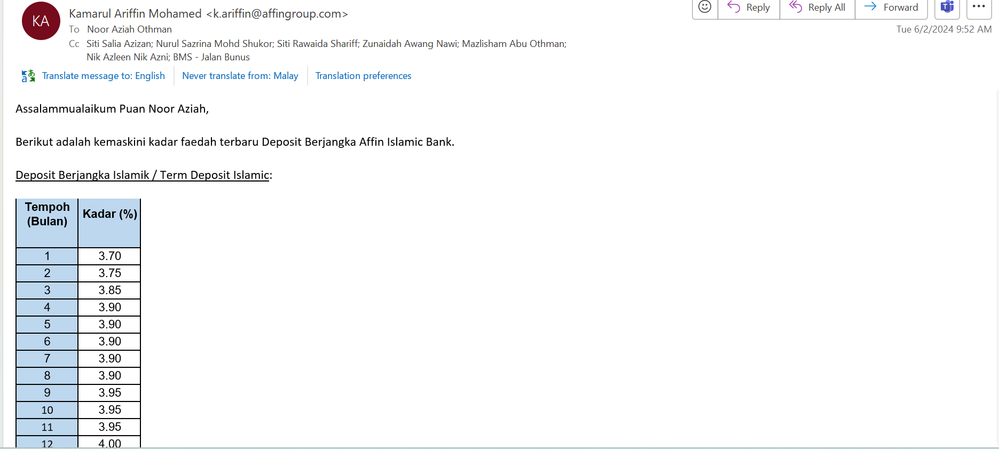 KA
Kamarul Ariffin Mohamed <k.ariffin@affingroup.com>
Reply
Reply All
Forward
To Noor Aziah Othman
Tue 6/2/2024 9:52 AM
Cc Siti Salia Azizan; Nurul Sazrina Mohd Shukor; Siti Rawaida Shariff; Zunaidah Awang Nawi; Mazlisham Abu Othman;
Nik Azleen Nik Azni; BMS - Jalan Bunus
Translate message to: English
Never translate from: Malay
Translation preferences
Assalammualaikum Puan Noor Aziah,
Berikut adalah kemaskini kadar faedah terbaru Deposit Berjangka Affin Islamic Bank.
Deposit Berjangka Islamik / Term Deposit Islamic:
Tempoh
(Bulan)
Kadar (%)
1 3.70
2 3.75
3 3.85
4 3.90
5 3.90
6 3.90
7 3.90
8 3.90
9 3.95
10 3.95
11 3.95
12 4.00